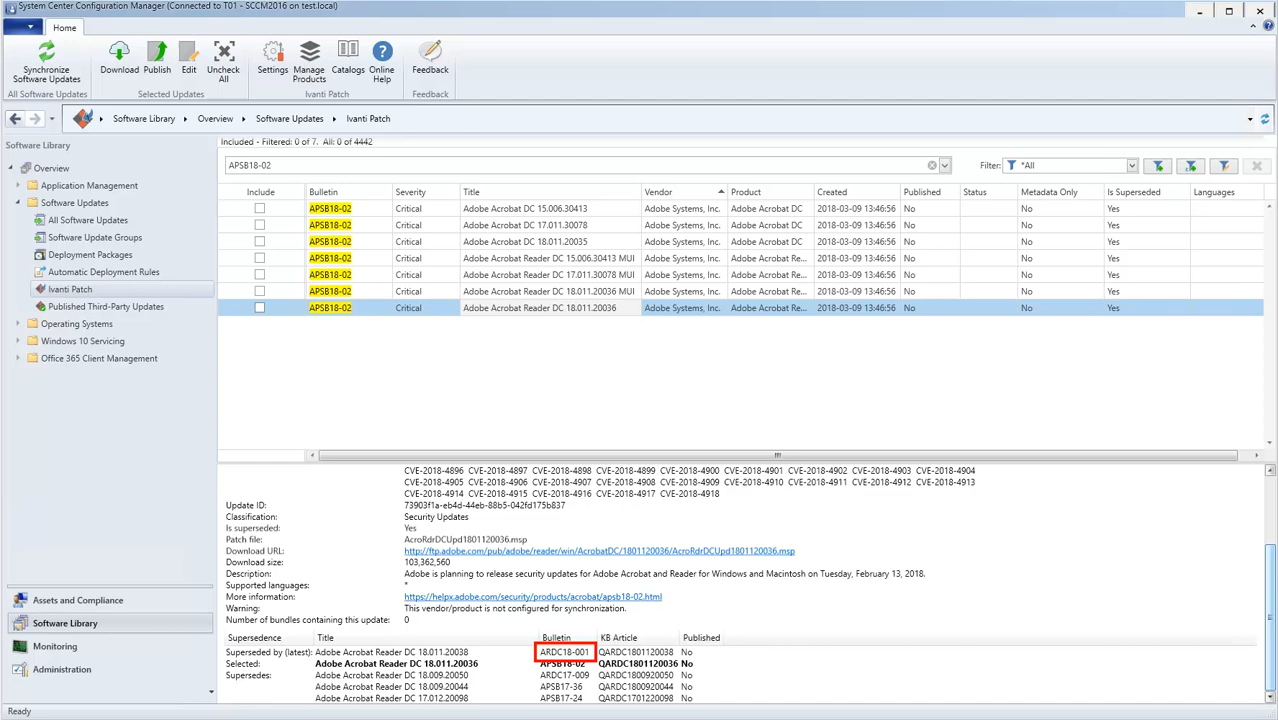 System Center Configuration Manager (Connected to T01 - SCCM2016 on test.local)
Home
Synchronize Software Updates
Download
Publish
Edit
Uncheck All
Settings
Manage Products
Catalogs
Online Help
Feedback
All Software Updates
Selected Updates
Ivanti Patch
Feedback
Software Library
Overview
Software Updates
Ivanti Patch
Software Library
Overview
Application Management
Software Updates
All Software Updates
Software Update Groups
Deployment Packages
Automatic Deployment Rules
Ivanti Patch
Published Third-Party Updates
Operating Systems
Windows 10 Servicing
Office 365 Client Management
Assets and Compliance
Software Library
Monitoring
Administration
Included - Filtered: 0 of 7. All: 0 of 4442
APSB18-02
Filter: *All
Include Bulletin Severity Title Vendor Product Created Published Status Metadata Only Is Superseded Languages
APSB18-02 Critical Adobe Acrobat DC 15.006.30413 Adobe Systems, Inc. Adobe Acrobat DC 2018-03-09 13:46:56 No No Yes
APSB18-02 Critical Adobe Acrobat DC 17.011.30078 Adobe Systems, Inc. Adobe Acrobat DC 2018-03-09 13:46:56 No No Yes
APSB18-02 Critical Adobe Acrobat DC 18.011.20035 Adobe Systems, Inc. Adobe Acrobat DC 2018-03-09 13:46:56 No No Yes
APSB18-02 Critical Adobe Acrobat Reader DC 15.006.30413 MUI Adobe Systems, Inc. Adobe Acrobat Re... 2018-03-09 13:46:56 No No Yes
APSB18-02 Critical Adobe Acrobat Reader DC 17.011.30078 MUI Adobe Systems, Inc. Adobe Acrobat Re... 2018-03-09 13:46:56 No No Yes
APSB18-02 Critical Adobe Acrobat Reader DC 18.011.20036 MUI Adobe Systems, Inc. Adobe Acrobat Re... 2018-03-09 13:46:56 No No Yes
APSB18-02 Critical Adobe Acrobat Reader DC 18.011.20036 Adobe Systems, Inc. Adobe Acrobat Re... 2018-03-09 13:46:56 No No Yes
CVE-2018-4896 CVE-2018-4897 CVE-2018-4898 CVE-2018-4899 CVE-2018-4900 CVE-2018-4901 CVE-2018-4902 CVE-2018-4903 CVE-2018-4904
CVE-2018-4905 CVE-2018-4906 CVE-2018-4907 CVE-2018-4908 CVE-2018-4909 CVE-2018-4910 CVE-2018-4911 CVE-2018-4912 CVE-2018-4913
CVE-2018-4914 CVE-2018-4915 CVE-2018-4916 CVE-2018-4917 CVE-2018-4918
Update ID: 73903f1a-eb4d-44eb-88b5-042fd175b837
Classification: Security Updates
Is superseded: Yes
Patch file: AcroRdrDCUpd1801120036.msp
Download URL: http://ftp.adobe.com/pub/adobe/reader/win/AcrobatDC/1801120036/AcroRdrDCUpd1801120036.msp
Download size: 103,362,560
Description: Adobe is planning to release security updates for Adobe Acrobat and Reader for Windows and Macintosh on Tuesday, February 13, 2018.
Supported languages: *
More information: https://helpx.adobe.com/security/products/acrobat/apsb18-02.html
Warning: This vendor/product is not configured for synchronization.
Number of bundles containing this update: 0
Supersedence Title Bulletin KB Article Published
Superseded by (latest): Adobe Acrobat Reader DC 18.011.20038 ARDC18-001 QARDC1801120038 No
Selected: Adobe Acrobat Reader DC 18.011.20036 APSB18-02 QARDC1801120036 No
Supersedes: Adobe Acrobat Reader DC 18.009.20050 ARDC17-009 QARDC1800920050 No
Adobe Acrobat Reader DC 18.009.20044 APSB17-36 QARDC1800920044 No
Adobe Acrobat Reader DC 17.012.20098 APSB17-24 QARDC1701220098 No
Ready